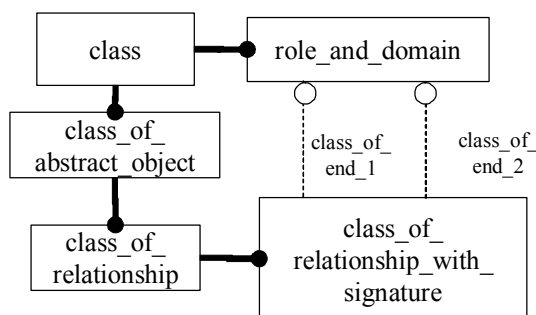 class
role_and_domain
class_of_
abstract_object
class_of_
end_1
class_of_
end_2
class_of_
relationship
class_of_
relationship_with_
signature